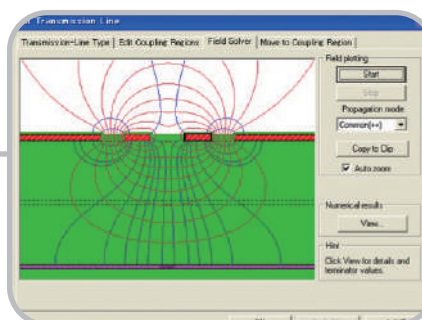 Transmission Line
Transmission-Line Type
Edit Coupling Regions
Field Solver
Move to Coupling Region
Field plotting
Start
Stop
Propagation mode
Common(++)
Copy to Clip
Auto zoom
Numerical results
View...
Hint
Click View for details and
terminator values.